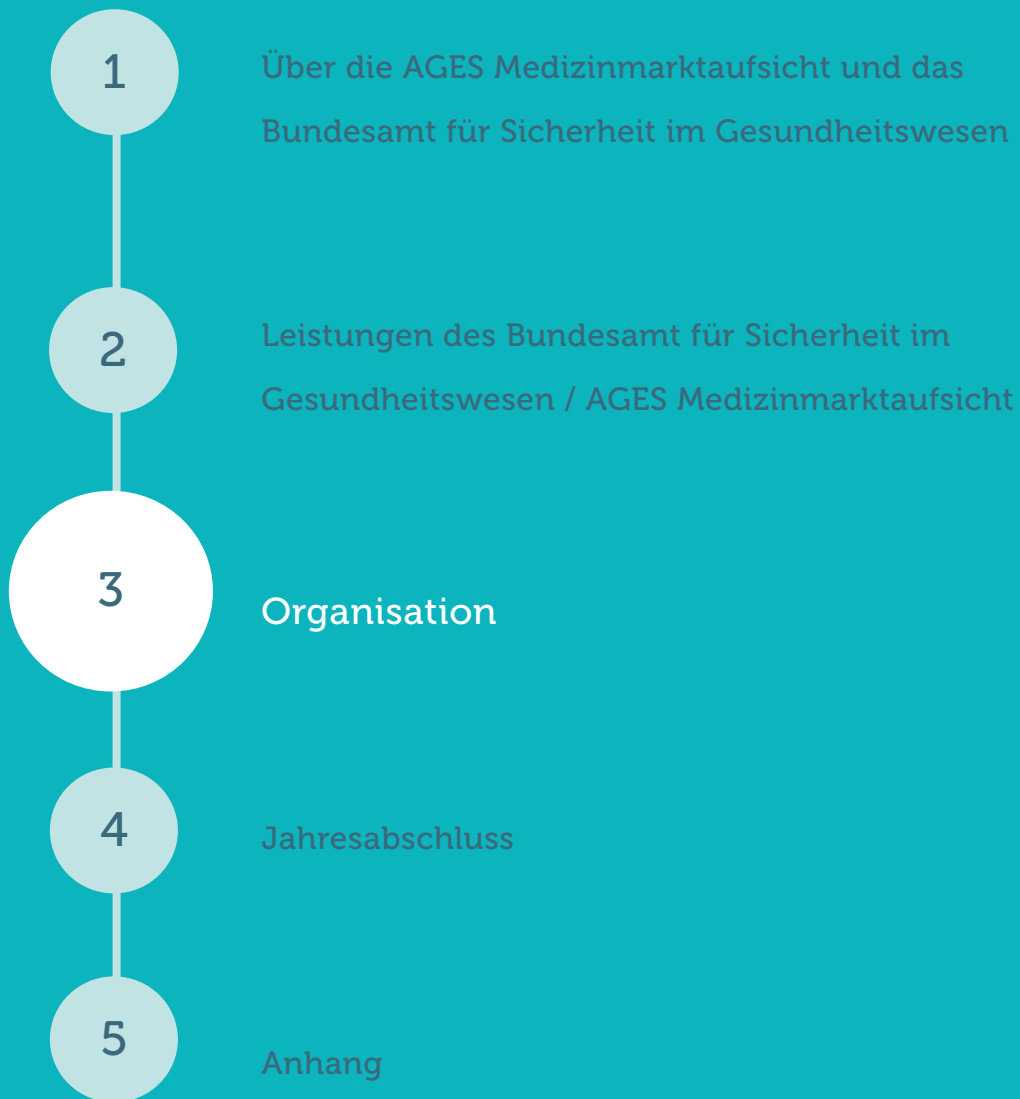 1
Über die AGES Medizinmarktaufsicht und das
Bundesamt für Sicherheit im Gesundheitswesen
2
Leistungen des Bundesamt für Sicherheit im
Gesundheitswesen / AGES Medizinmarktaufsicht
3
Organisation
4
Jahresabschluss
5
Anhang